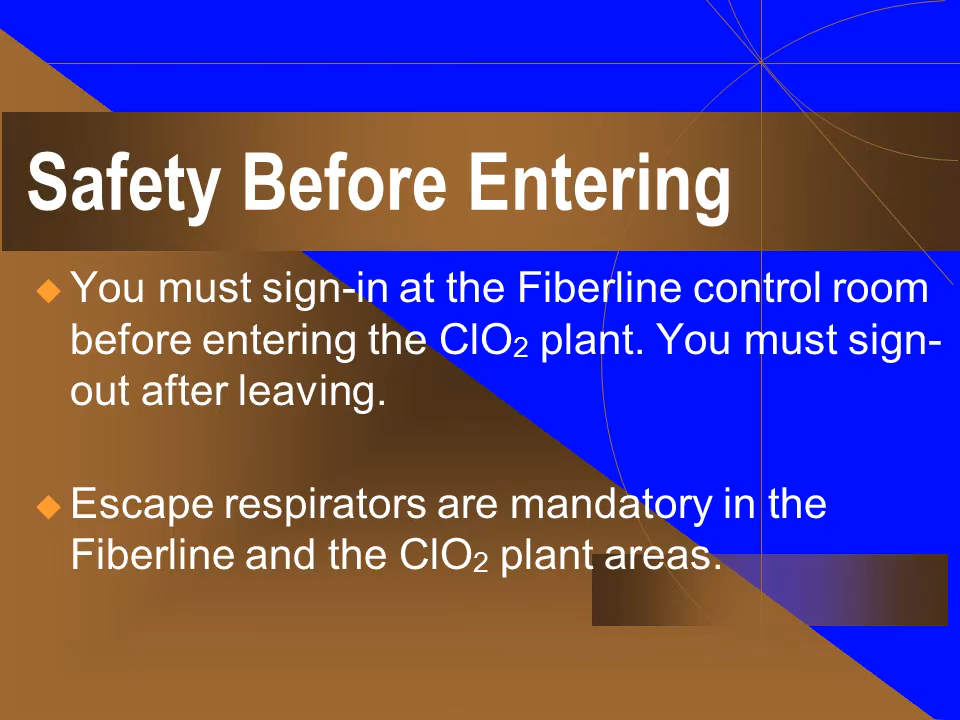 Safety Before Entering
You must sign-in at the Fiberline control room
before entering the ClO₂ plant. You must sign-
out after leaving.
Escape respirators are mandatory in the
Fiberline and the ClO₂ plant areas.